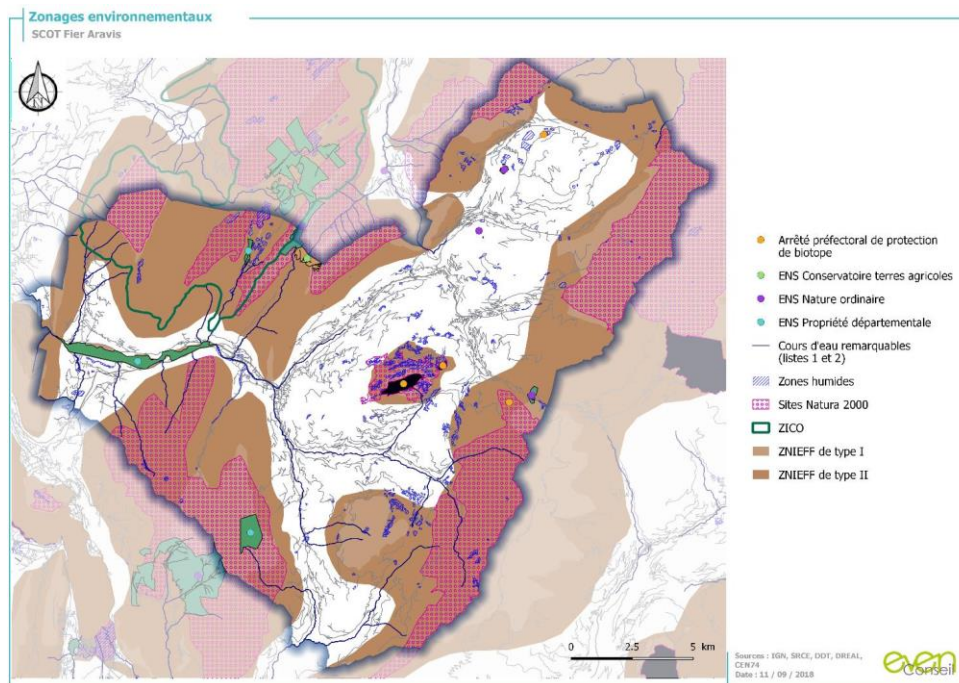 Zonages environnementaux
SCOT Fier Aravis
N
Arrêté préfectoral de protection
de biotope
ENS Conservatoire terres agricoles
ENS Nature ordinaire
ENS Propriété départementale
Cours d'eau remarquables
(listes 1 et 2)
Zones humides
Sites Natura 2000
ZICO
ZNIEFF de type I
ZNIEFF de type II
0 2.5 5 km
Sources : IGN, SRCE, DDT, DREAL,
CEN74
Date : 11 / 09 / 2018
even
Conseil